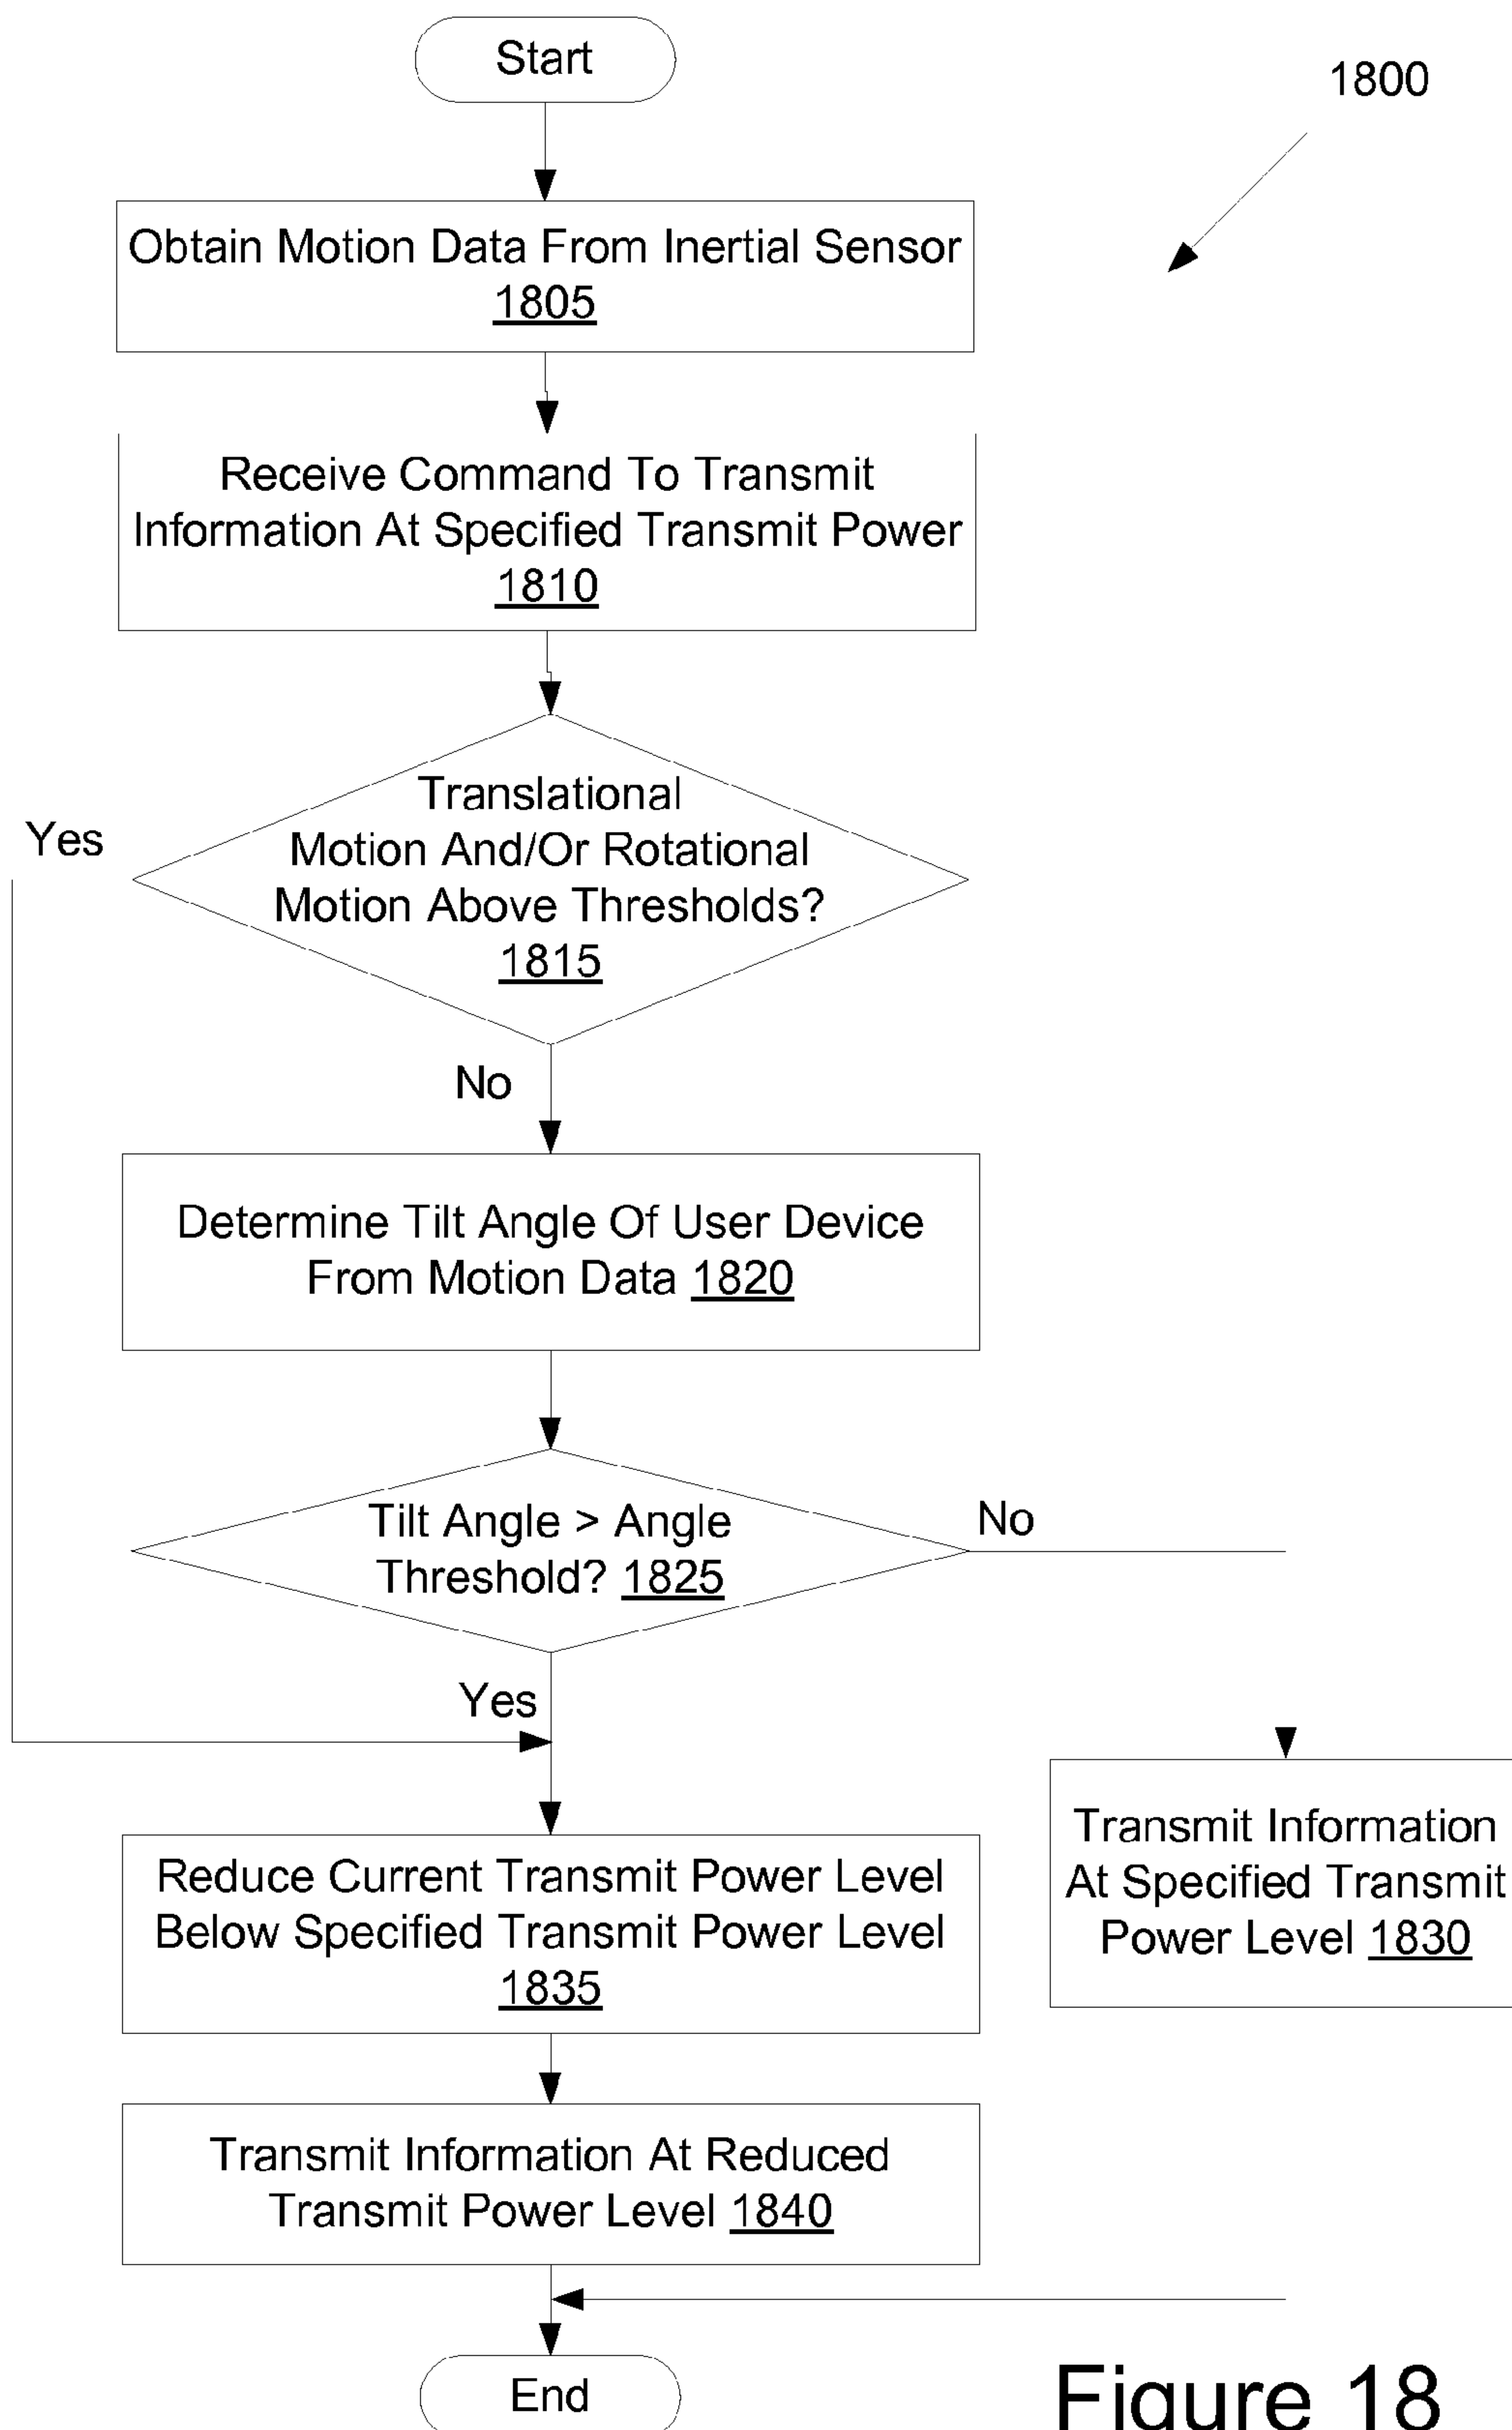 Start
1800
Obtain Motion Data From Inertial Sensor
1805
Receive Command To Transmit
Information At Specified Transmit Power
1810
Translational
Motion And/Or Rotational
Motion Above Thresholds?
1815
Yes
No
Determine Tilt Angle Of User Device
From Motion Data 1820
Tilt Angle > Angle
Threshold? 1825
No
Yes
Transmit Information
At Specified Transmit
Power Level 1830
Reduce Current Transmit Power Level
Below Specified Transmit Power Level
1835
Transmit Information At Reduced
Transmit Power Level 1840
End
Figure 18